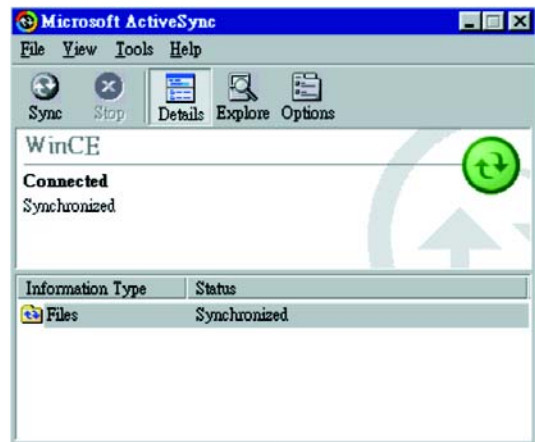 Microsoft ActiveSync
File View Tools Help
Sync Stop Details Explore Options
WinCE
Connected
Synchronized
Information Type Status
Files Synchronized